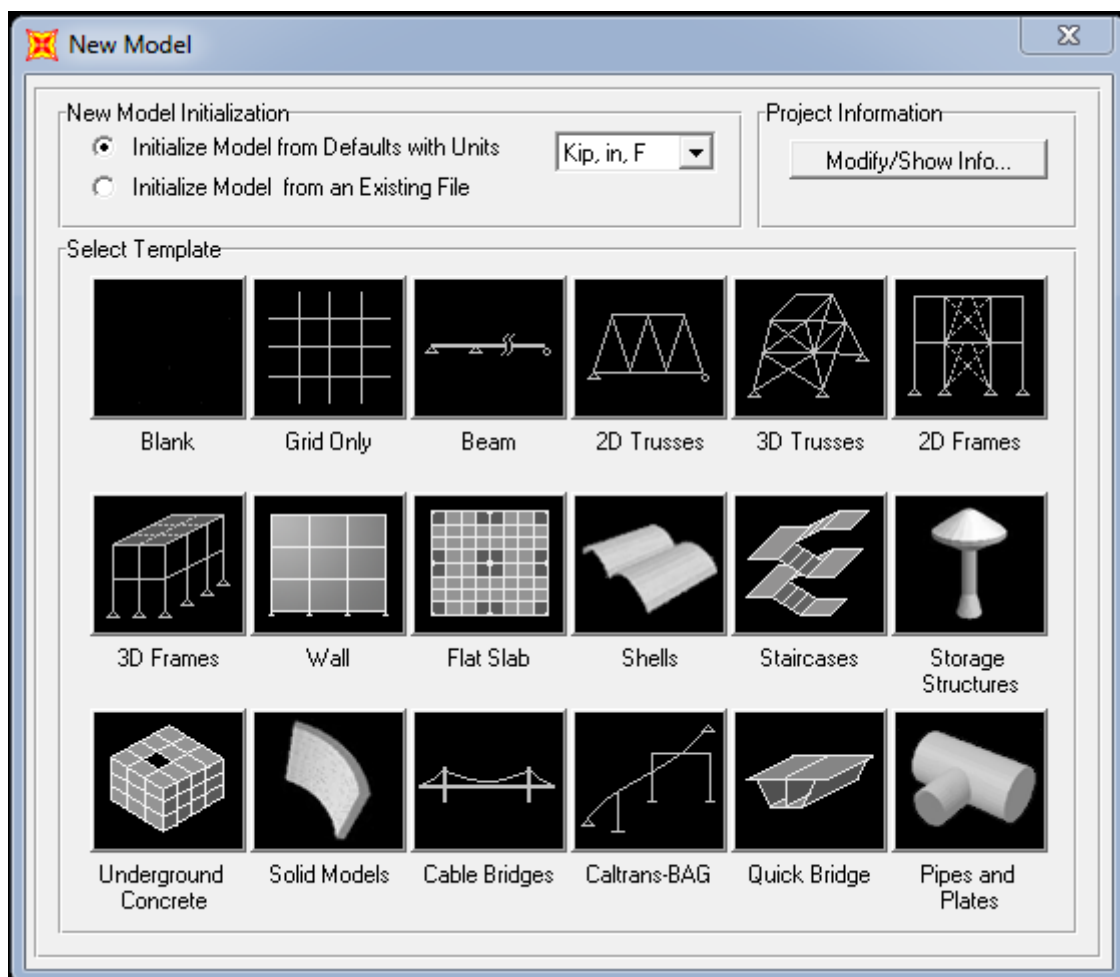 New Model
New Model Initialization
Initialize Model from Defaults with Units
Kip, in, F
Initialize Model  from an Existing File
Project Information
Modify/Show Info...
Select Template
Blank
Grid Only
Beam
2D Trusses
3D Trusses
2D Frames
3D Frames
Wall
Flat Slab
Shells
Staircases
Storage
Structures
Underground
Concrete
Solid Models
Cable Bridges
Caltrans-BAG
Quick Bridge
Pipes and
Plates